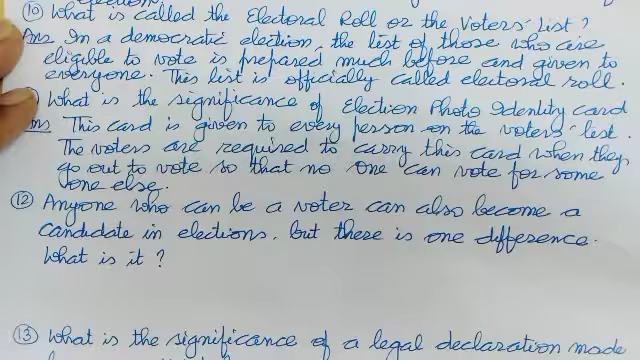 ⑩ What is called the Electoral Roll or the Voters' List?
Ans In a democratic election, the list of those who are
eligible to vote is prepared much before and given to
everyone. This list is officially called electoral roll.
What is the significance of Election Photo Identity card
Ans This card is given to every person on the voters' list.
The voters are required to carry this card when they
go out to vote so that no one can vote for some
one else.
⑫ Anyone who can be a voter can also become a
candidate in elections, but there is one difference.
What is it?
⑬ What is the significance of a legal declaration made